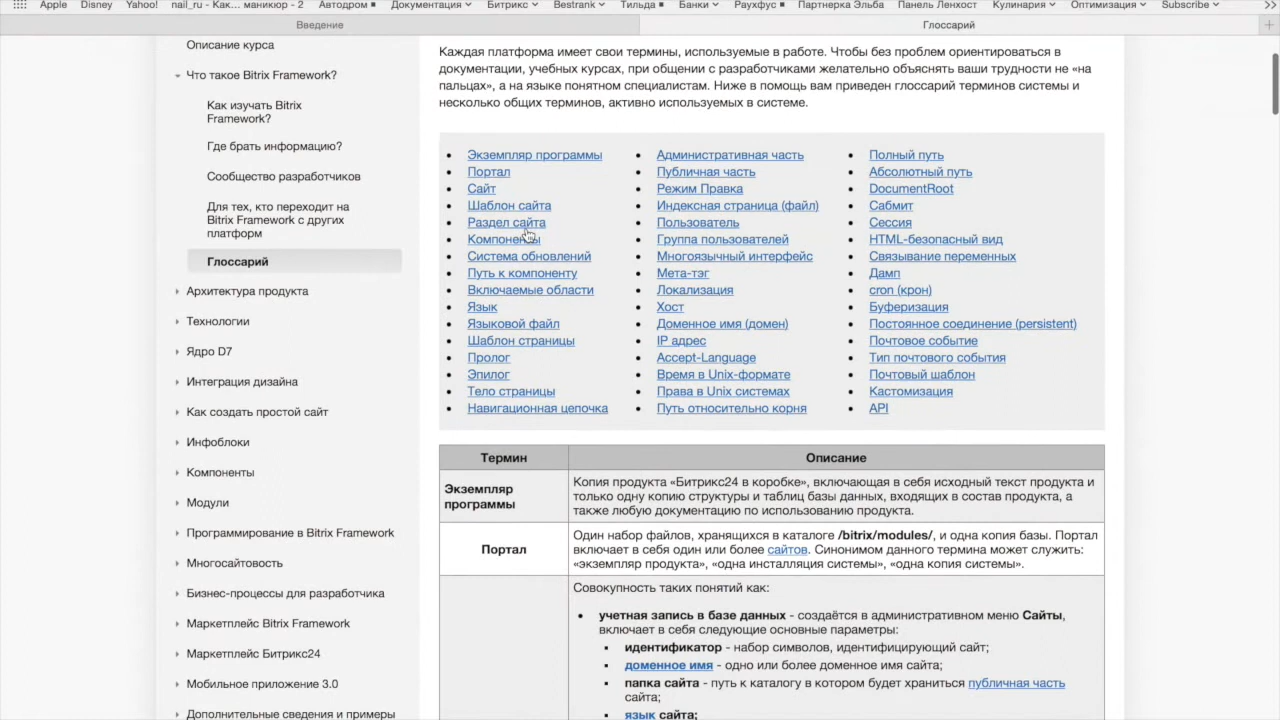 Apple Disney Yahoo! nail_ru - Как... маникюр - 2 Автодром Документация Битрикс Bestrank Тильда Банки Раухфус Партнерка Эльба Панель Ленхост Кулинария Оптимизация Subscribe
Введение
Глоссарий
Описание курса
Что такое Bitrix Framework?
Как изучать Bitrix
Framework?
Где брать информацию?
Сообщество разработчиков
Для тех, кто переходит на
Bitrix Framework с других
платформ
Глоссарий
Архитектура продукта
Технологии
Ядро D7
Интеграция дизайна
Как создать простой сайт
Инфоблоки
Компоненты
Модули
Программирование в Bitrix Framework
Многосайтовость
Бизнес-процессы для разработчика
Маркетплейс Bitrix Framework
Маркетплейс Битрикс24
Мобильное приложение 3.0
Дополнительные сведения и примеры
Каждая платформа имеет свои термины, используемые в работе. Чтобы без проблем ориентироваться в
документации, учебных курсах, при общении с разработчиками желательно объяснять ваши трудности не «на
пальцах», а на языке понятном специалистам. Ниже в помощь вам приведен глоссарий терминов системы и
несколько общих терминов, активно используемых в системе.
Экземпляр программы
Портал
Сайт
Шаблон сайта
Раздел сайта
Компоненты
Система обновлений
Путь к компоненту
Включаемые области
Язык
Языковой файл
Шаблон страницы
Пролог
Эпилог
Тело страницы
Навигационная цепочка
Административная часть
Публичная часть
Режим Правка
Индексная страница (файл)
Пользователь
Группа пользователей
Многоязычный интерфейс
Мета-тэг
Локализация
Хост
Доменное имя (домен)
IP адрес
Accept-Language
Время в Unix-формате
Права в Unix системах
Путь относительно корня
Полный путь
Абсолютный путь
DocumentRoot
Сабмит
Сессия
HTML-безопасный вид
Связывание переменных
Дамп
cron (крон)
Буферизация
Постоянное соединение (persistent)
Почтовое событие
Тип почтового события
Почтовый шаблон
Кастомизация
API
Термин Описание
Экземпляр
программы
Копия продукта «Битрикс24 в коробке», включающая в себя исходный текст продукта и
только одну копию структуры и таблиц базы данных, входящих в состав продукта, а
также любую документацию по использованию продукта.
Портал
Один набор файлов, хранящихся в каталоге /bitrix/modules/, и одна копия базы. Портал
включает в себя один или более сайтов. Синонимом данного термина может служить:
«экземпляр продукта», «одна инсталляция системы», «одна копия системы».
Совокупность таких понятий как:
учетная запись в базе данных - создаётся в административном меню Сайты,
включает в себя следующие основные параметры:
идентификатор - набор символов, идентифицирующий сайт;
доменное имя - одно или более доменное имя сайта;
папка сайта - путь к каталогу в котором будет храниться публичная часть
сайта;
язык сайта;